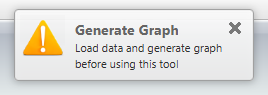 Generate Graph
Load data and generate graph
before using this tool